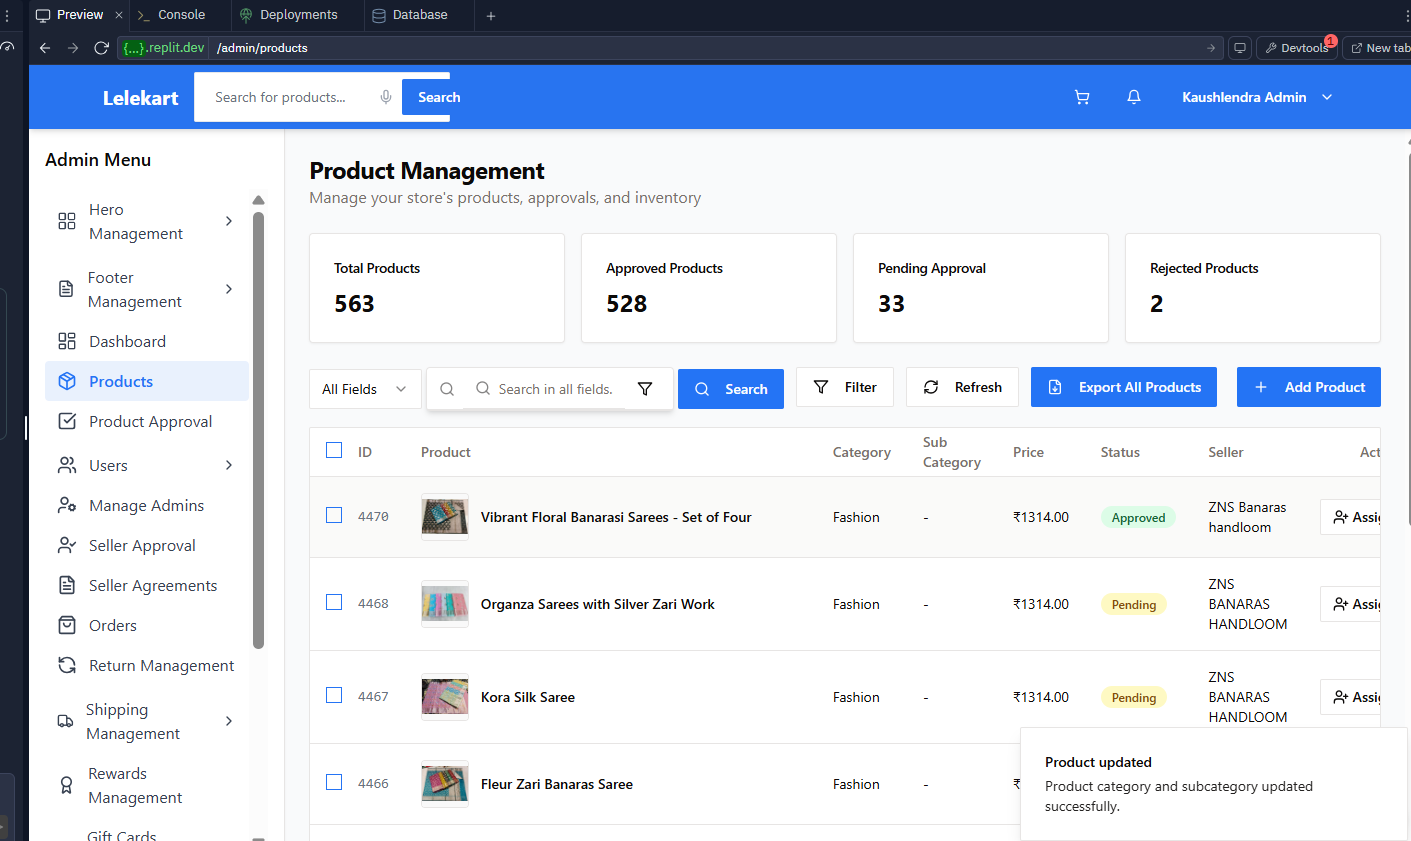 Preview
Console
Deployments
Database
{...}.replit.dev /admin/products
Devtools
1
New tab
Lelekart
Search for products...
Search
Kaushlendra Admin
Admin Menu
Hero
Management
Footer
Management
Dashboard
Products
Product Approval
Users
Manage Admins
Seller Approval
Seller Agreements
Orders
Return Management
Shipping
Management
Rewards
Management
Gift Cards
Product Management
Manage your store's products, approvals, and inventory
Total Products
563
Approved Products
528
Pending Approval
33
Rejected Products
2
All Fields
Search in all fields.
Search
Filter
Refresh
Export All Products
Add Product
ID Product Category Sub Category Price Status Seller Act
4470 Vibrant Floral Banarasi Sarees - Set of Four Fashion - ₹1314.00 Approved ZNS Banaras handloom Assig
4468 Organza Sarees with Silver Zari Work Fashion - ₹1314.00 Pending ZNS BANARAS HANDLOOM Assig
4467 Kora Silk Saree Fashion - ₹1314.00 Pending ZNS BANARAS HANDLOOM Assig
4466 Fleur Zari Banaras Saree Fashion - ₹
Product updated
Product category and subcategory updated
successfully.